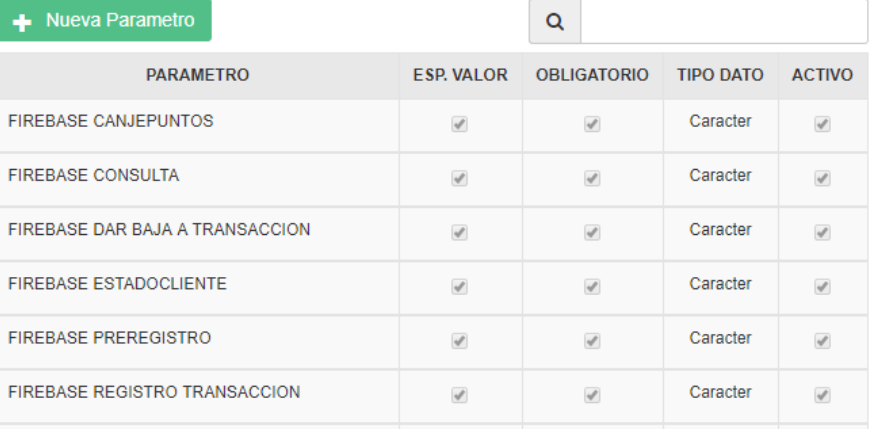 Nueva Parametro
PARAMETRO ESP. VALOR OBLIGATORIO TIPO DATO ACTIVO
FIREBASE CANJEPUNTOS Caracter
FIREBASE CONSULTA Caracter
FIREBASE DAR BAJA A TRANSACCION Caracter
FIREBASE ESTADOCLIENTE Caracter
FIREBASE PREREGISTRO Caracter
FIREBASE REGISTRO TRANSACCION Caracter